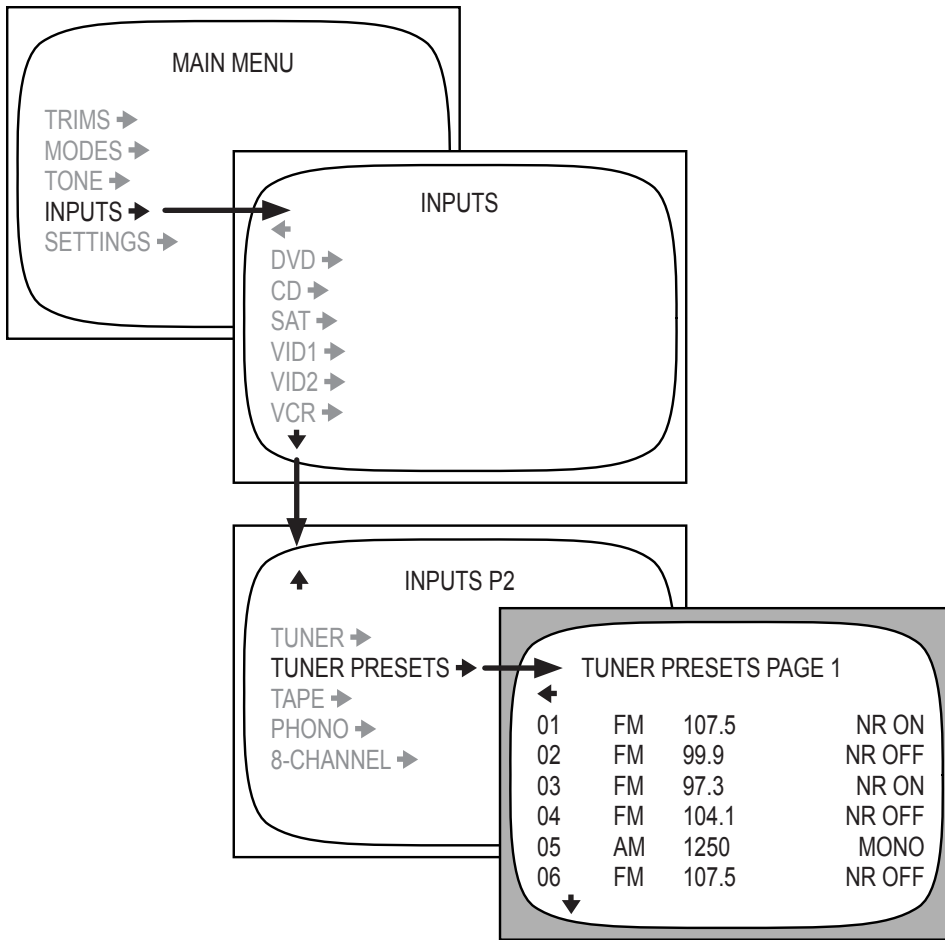 MAIN MENU
TRIMS
MODES
TONE
INPUTS
SETTINGS
INPUTS
DVD
CD
SAT
VID1
VID2
VCR
INPUTS P2
TUNER
TUNER PRESETS
TAPE
PHONO
8-CHANNEL
TUNER PRESETS PAGE 1
01 FM 107.5 NR ON
02 FM 99.9 NR OFF
03 FM 97.3 NR ON
04 FM 104.1 NR OFF
05 AM 1250 MONO
06 FM 107.5 NR OFF